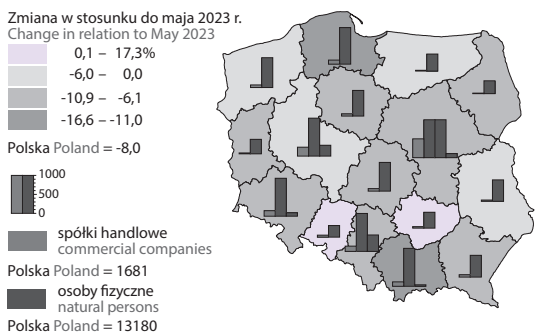 Zmiana w stosunku do maja 2023 r.
Change in relation to May 2023
0,1 – 17,3%
-6,0 – 0,0
-10,9 – -6,1
-16,6 – -11,0
Polska Poland = -8,0
1000
500
0
spółki handlowe
commercial companies
Polska Poland = 1681
osoby fizyczne
natural persons
Polska Poland = 13180